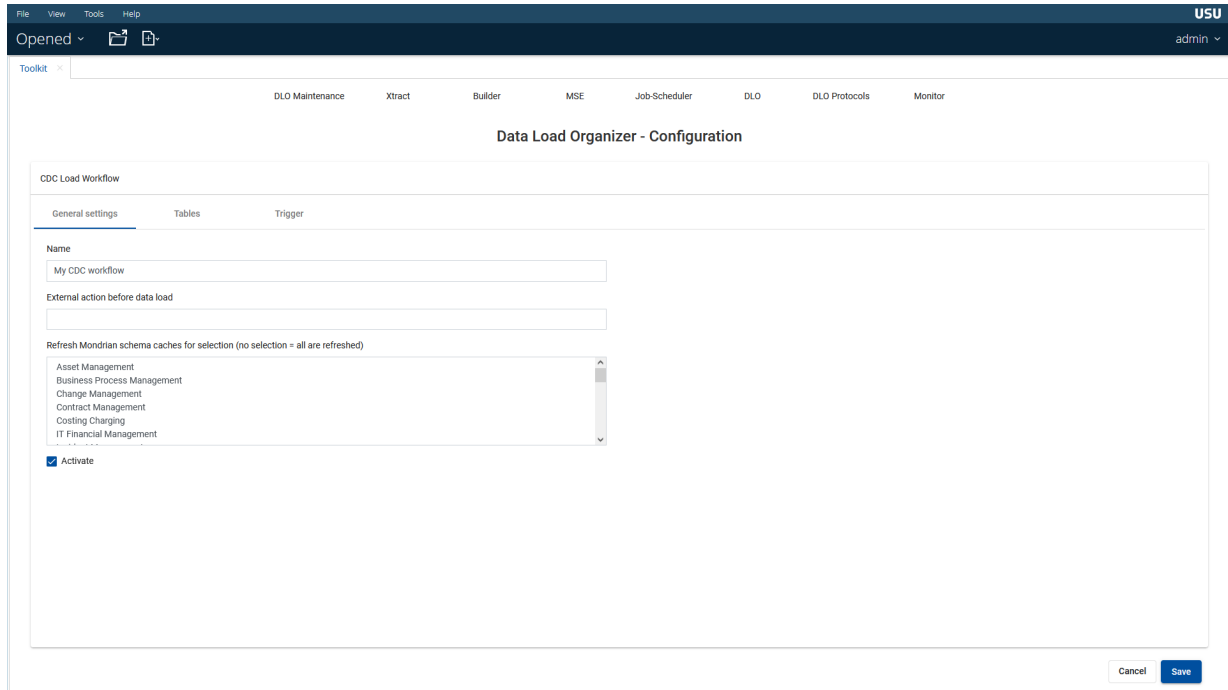 File View Tools Help USU
Opened admin
Toolkit
DLO Maintenance Xtract Builder MSE Job-Scheduler DLO DLO Protocols Monitor
Data Load Organizer - Configuration
CDC Load Workflow
General settings Tables Trigger
Name
My CDC workflow
External action before data load
Refresh Mondrian schema caches for selection (no selection = all are refreshed)
Asset Management
Business Process Management
Change Management
Contract Management
Costing Charging
IT Financial Management
Activate
Cancel Save